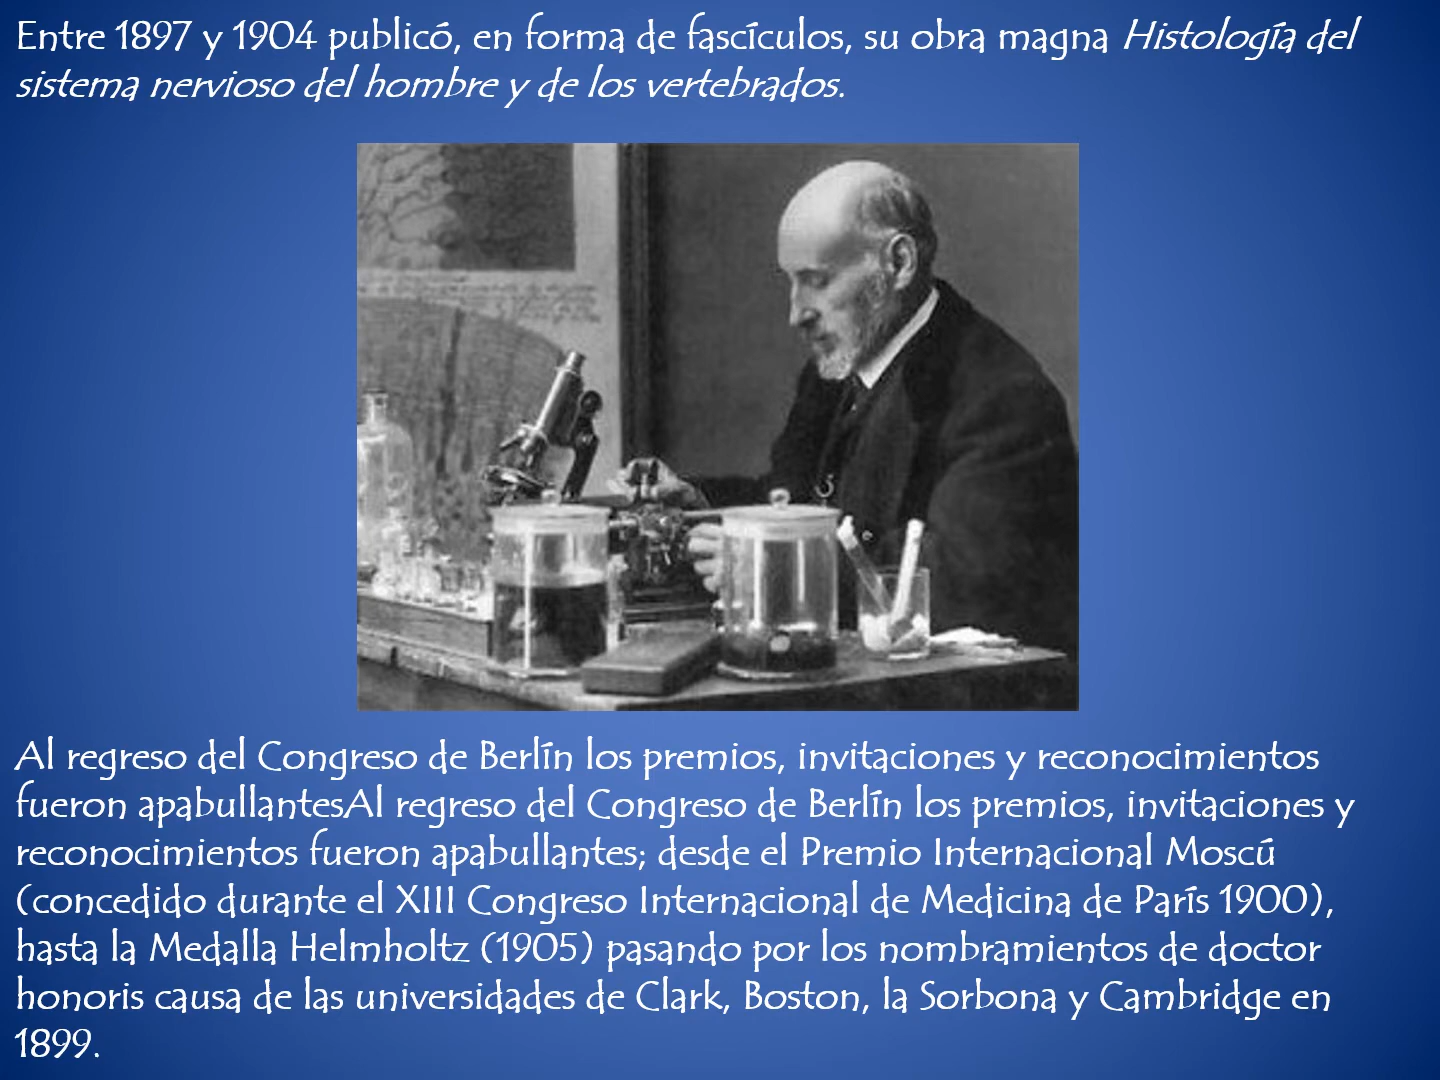 Entre 1897 y 1904 publicó, en forma de fascículos, su obra magna Histología del
sistema nervioso del hombre y de los vertebrados.
Al regreso del Congreso de Berlín los premios, invitaciones y reconocimientos
fueron apabullantesAl regreso del Congreso de Berlín los premios, invitaciones y
reconocimientos fueron apabullantes; desde el Premio Internacional Moscú
(concedido durante el XIII Congreso Internacional de Medicina de París 1900),
hasta la Medalla Helmholtz (1905) pasando por los nombramientos de doctor
honoris causa de las universidades de Clark, Boston, la Sorbona y Cambridge en
1899.